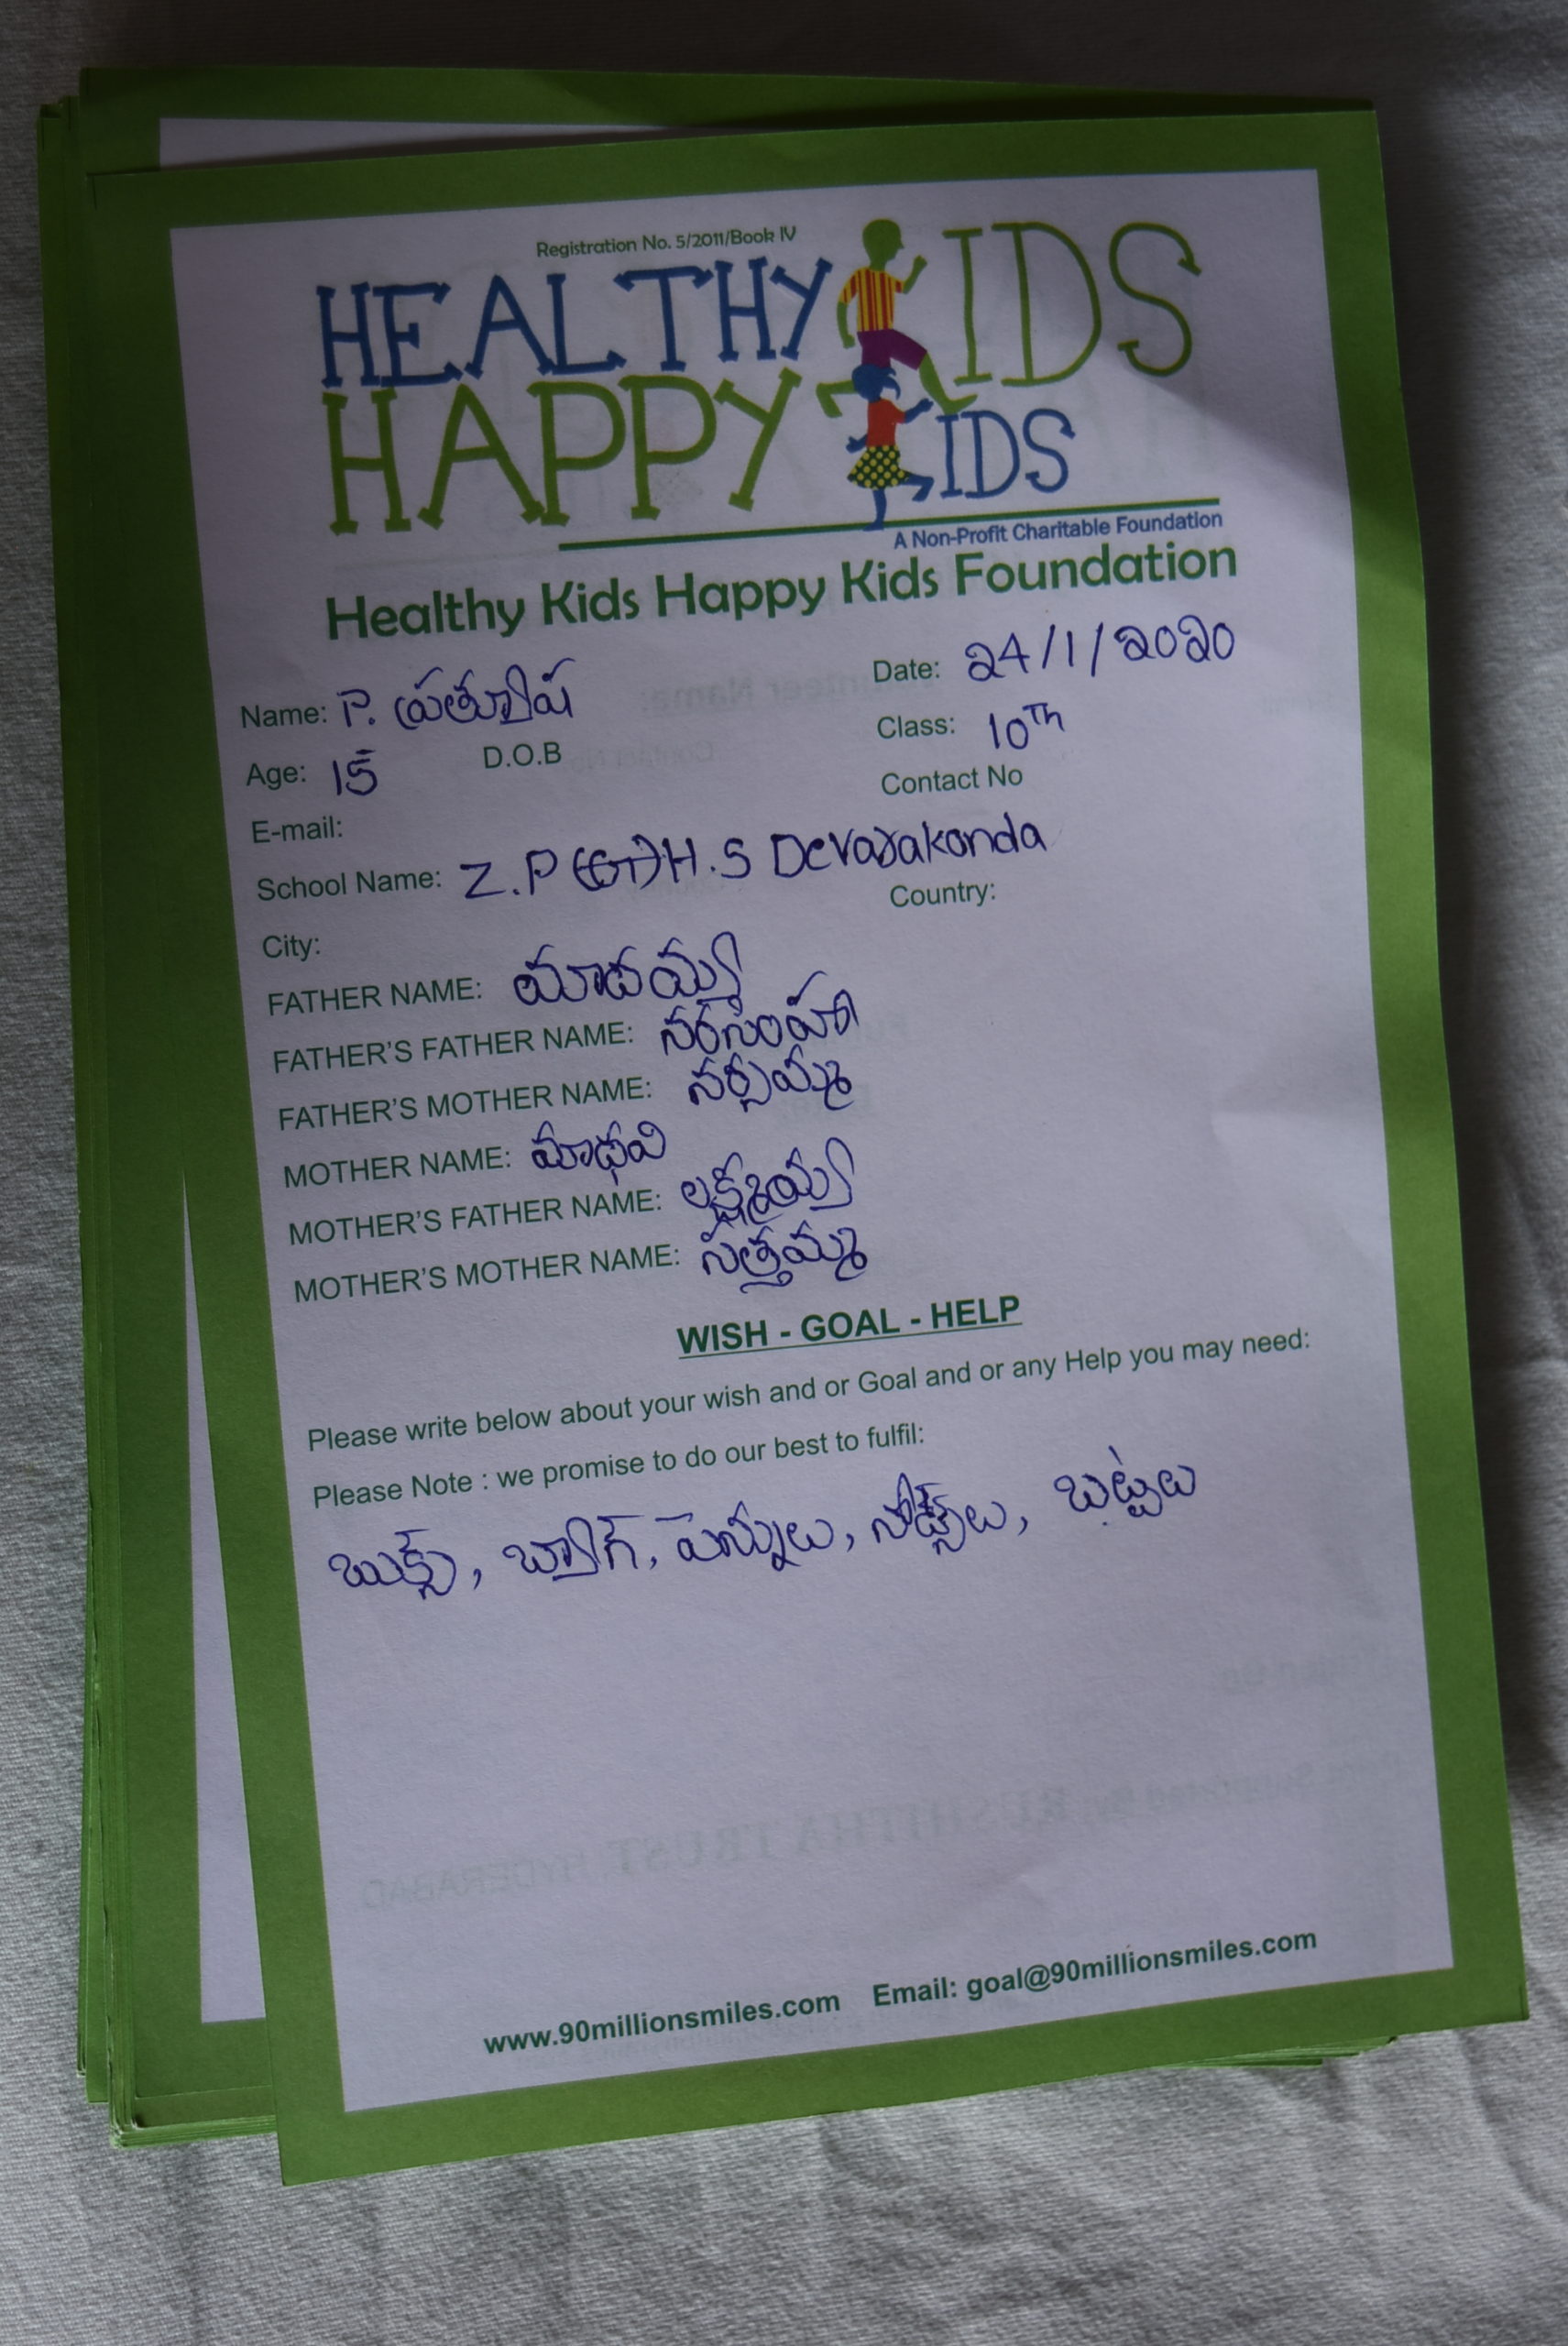 Registration No. 5/2011/Book IV
HEALTHY KIDS
HAPPY KIDS
A Non-Profit Charitable Foundation
Healthy Kids Happy Kids Foundation
Name: P. ప్రత్యూష Date: 24/1/2020
Age: 15 D.O.B Class: 10Th
E-mail: Contact No
School Name: Z.P(G)H.S Devarakonda
City: Country:
FATHER NAME: యాదయ్య
FATHER'S FATHER NAME: నరసింహా
FATHER'S MOTHER NAME: నర్సమ్మ
MOTHER NAME: మాధవి
MOTHER'S FATHER NAME: లక్ష్మయ్య
MOTHER'S MOTHER NAME: సత్తమ్మ
WISH - GOAL - HELP
Please write below about your wish and or Goal and or any Help you may need:
Please Note : we promise to do our best to fulfil:
బుక్స్, బ్యాగ్, పెన్నులు, నోట్స్‌లు, బట్టలు
www.90millionsmiles.com Email: goal@90millionsmiles.com